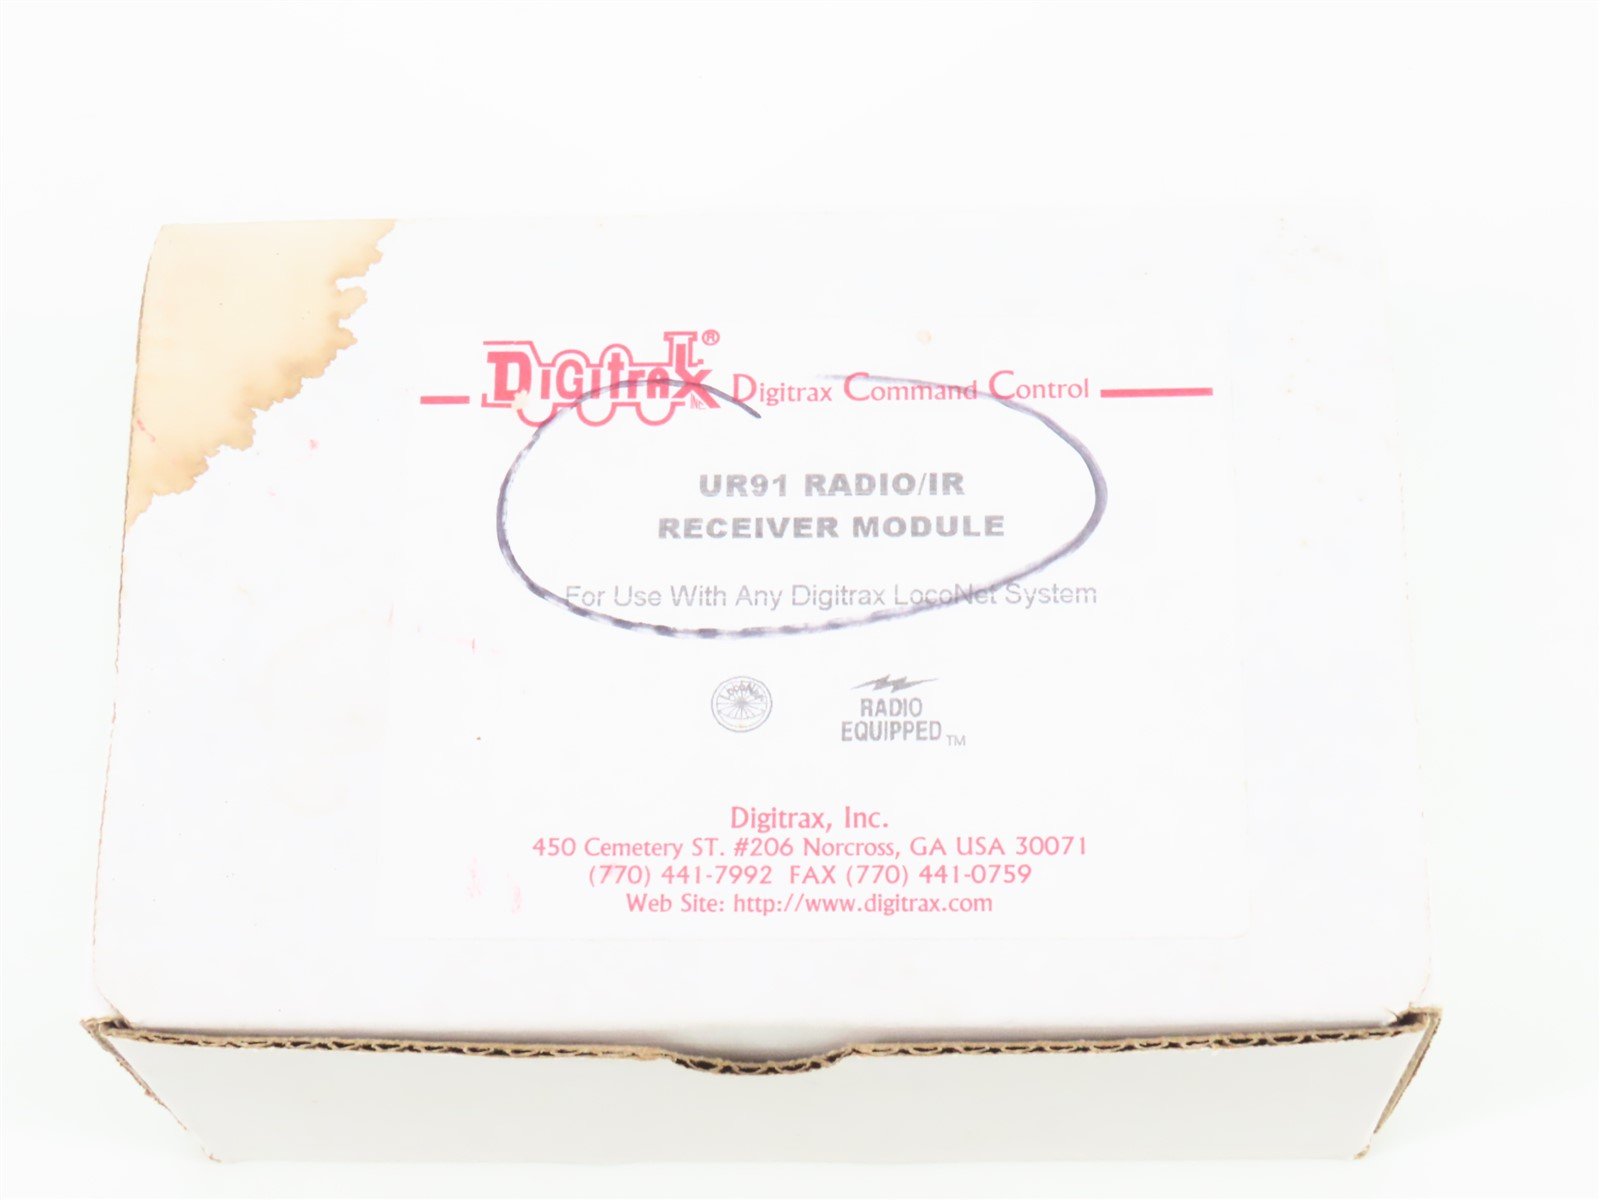 DIGITRAX INC. ® Digitrax Command Control
UR91 RADIO/IR
RECEIVER MODULE
For Use With Any Digitrax LocoNet System
LocoNet
RADIO
EQUIPPED TM
Digitrax, Inc.
450 Cemetery ST. #206 Norcross, GA USA 30071
(770) 441-7992 FAX (770) 441-0759
Web Site: http://www.digitrax.com